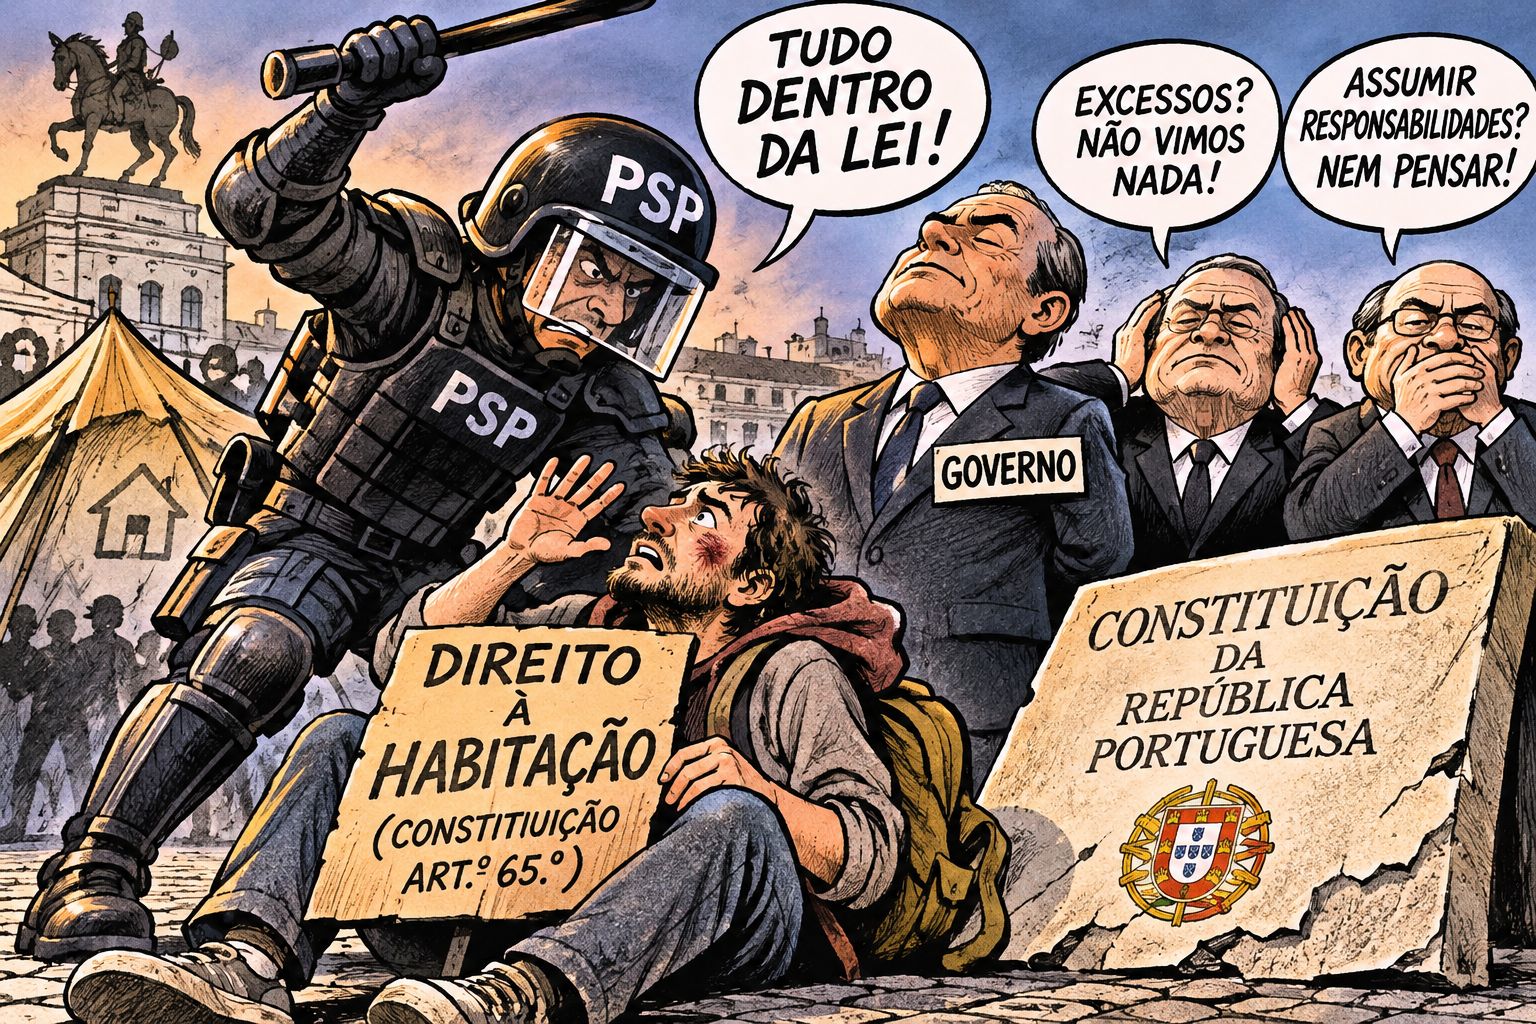 TUDO
DENTRO
DA LEI!
EXCESSOS?
NÃO VIMOS
NADA!
ASSUMIR
RESPONSABILIDADES?
NEM PENSAR!
PSP
PSP
GOVERNO
DIREITO
À
HABITAÇÃO
(CONSTITIUIÇÃO
ART.º 65.º)
CONSTITUIÇÃO
DA
REPÚBLICA
PORTUGUESA